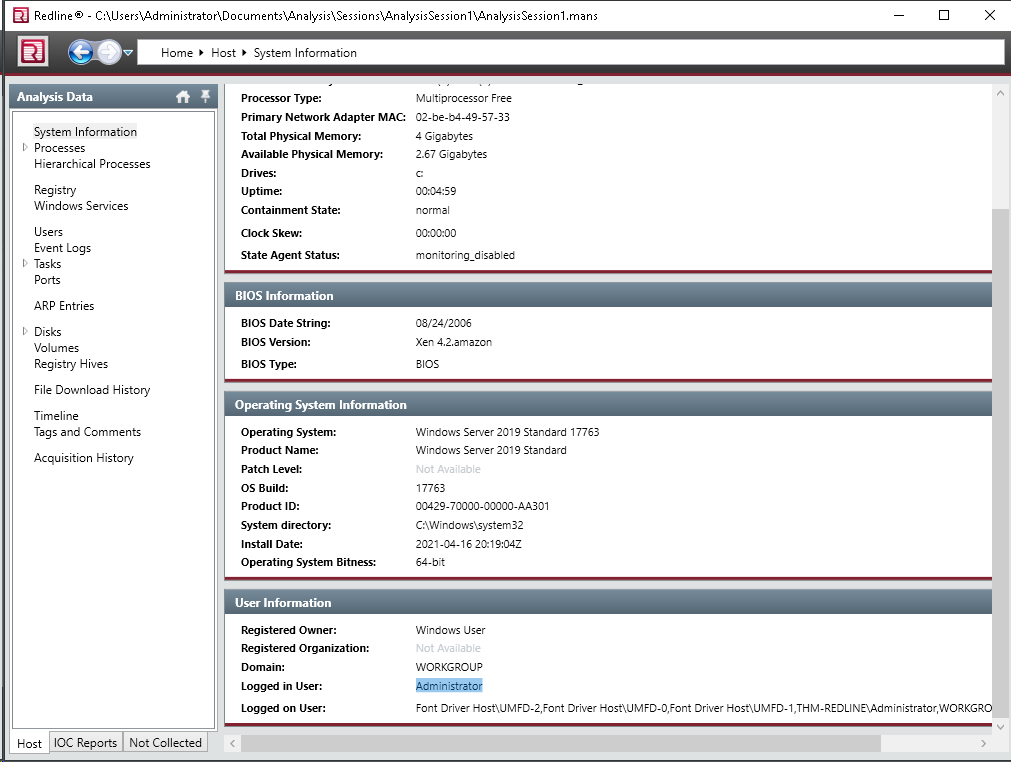 Redline® - C:\Users\Administrator\Documents\Analysis\Sessions\AnalysisSession1\AnalysisSession1.mans
Home Host System Information
Analysis Data
System Information
Processes
Hierarchical Processes
Registry
Windows Services
Users
Event Logs
Tasks
Ports
ARP Entries
Disks
Volumes
Registry Hives
File Download History
Timeline
Tags and Comments
Acquisition History
Host IOC Reports Not Collected
Processor Type: Multiprocessor Free
Primary Network Adapter MAC: 02-be-b4-49-57-33
Total Physical Memory: 4 Gigabytes
Available Physical Memory: 2.67 Gigabytes
Drives: c:
Uptime: 00:04:59
Containment State: normal
Clock Skew: 00:00:00
State Agent Status: monitoring_disabled
BIOS Information
BIOS Date String: 08/24/2006
BIOS Version: Xen 4.2.amazon
BIOS Type: BIOS
Operating System Information
Operating System: Windows Server 2019 Standard 17763
Product Name: Windows Server 2019 Standard
Patch Level: Not Available
OS Build: 17763
Product ID: 00429-70000-00000-AA301
System directory: C:\Windows\system32
Install Date: 2021-04-16 20:19:04Z
Operating System Bitness: 64-bit
User Information
Registered Owner: Windows User
Registered Organization: Not Available
Domain: WORKGROUP
Logged in User: Administrator
Logged on User: Font Driver Host\UMFD-2,Font Driver Host\UMFD-0,Font Driver Host\UMFD-1,THM-REDLINE\Administrator,WORKGRO